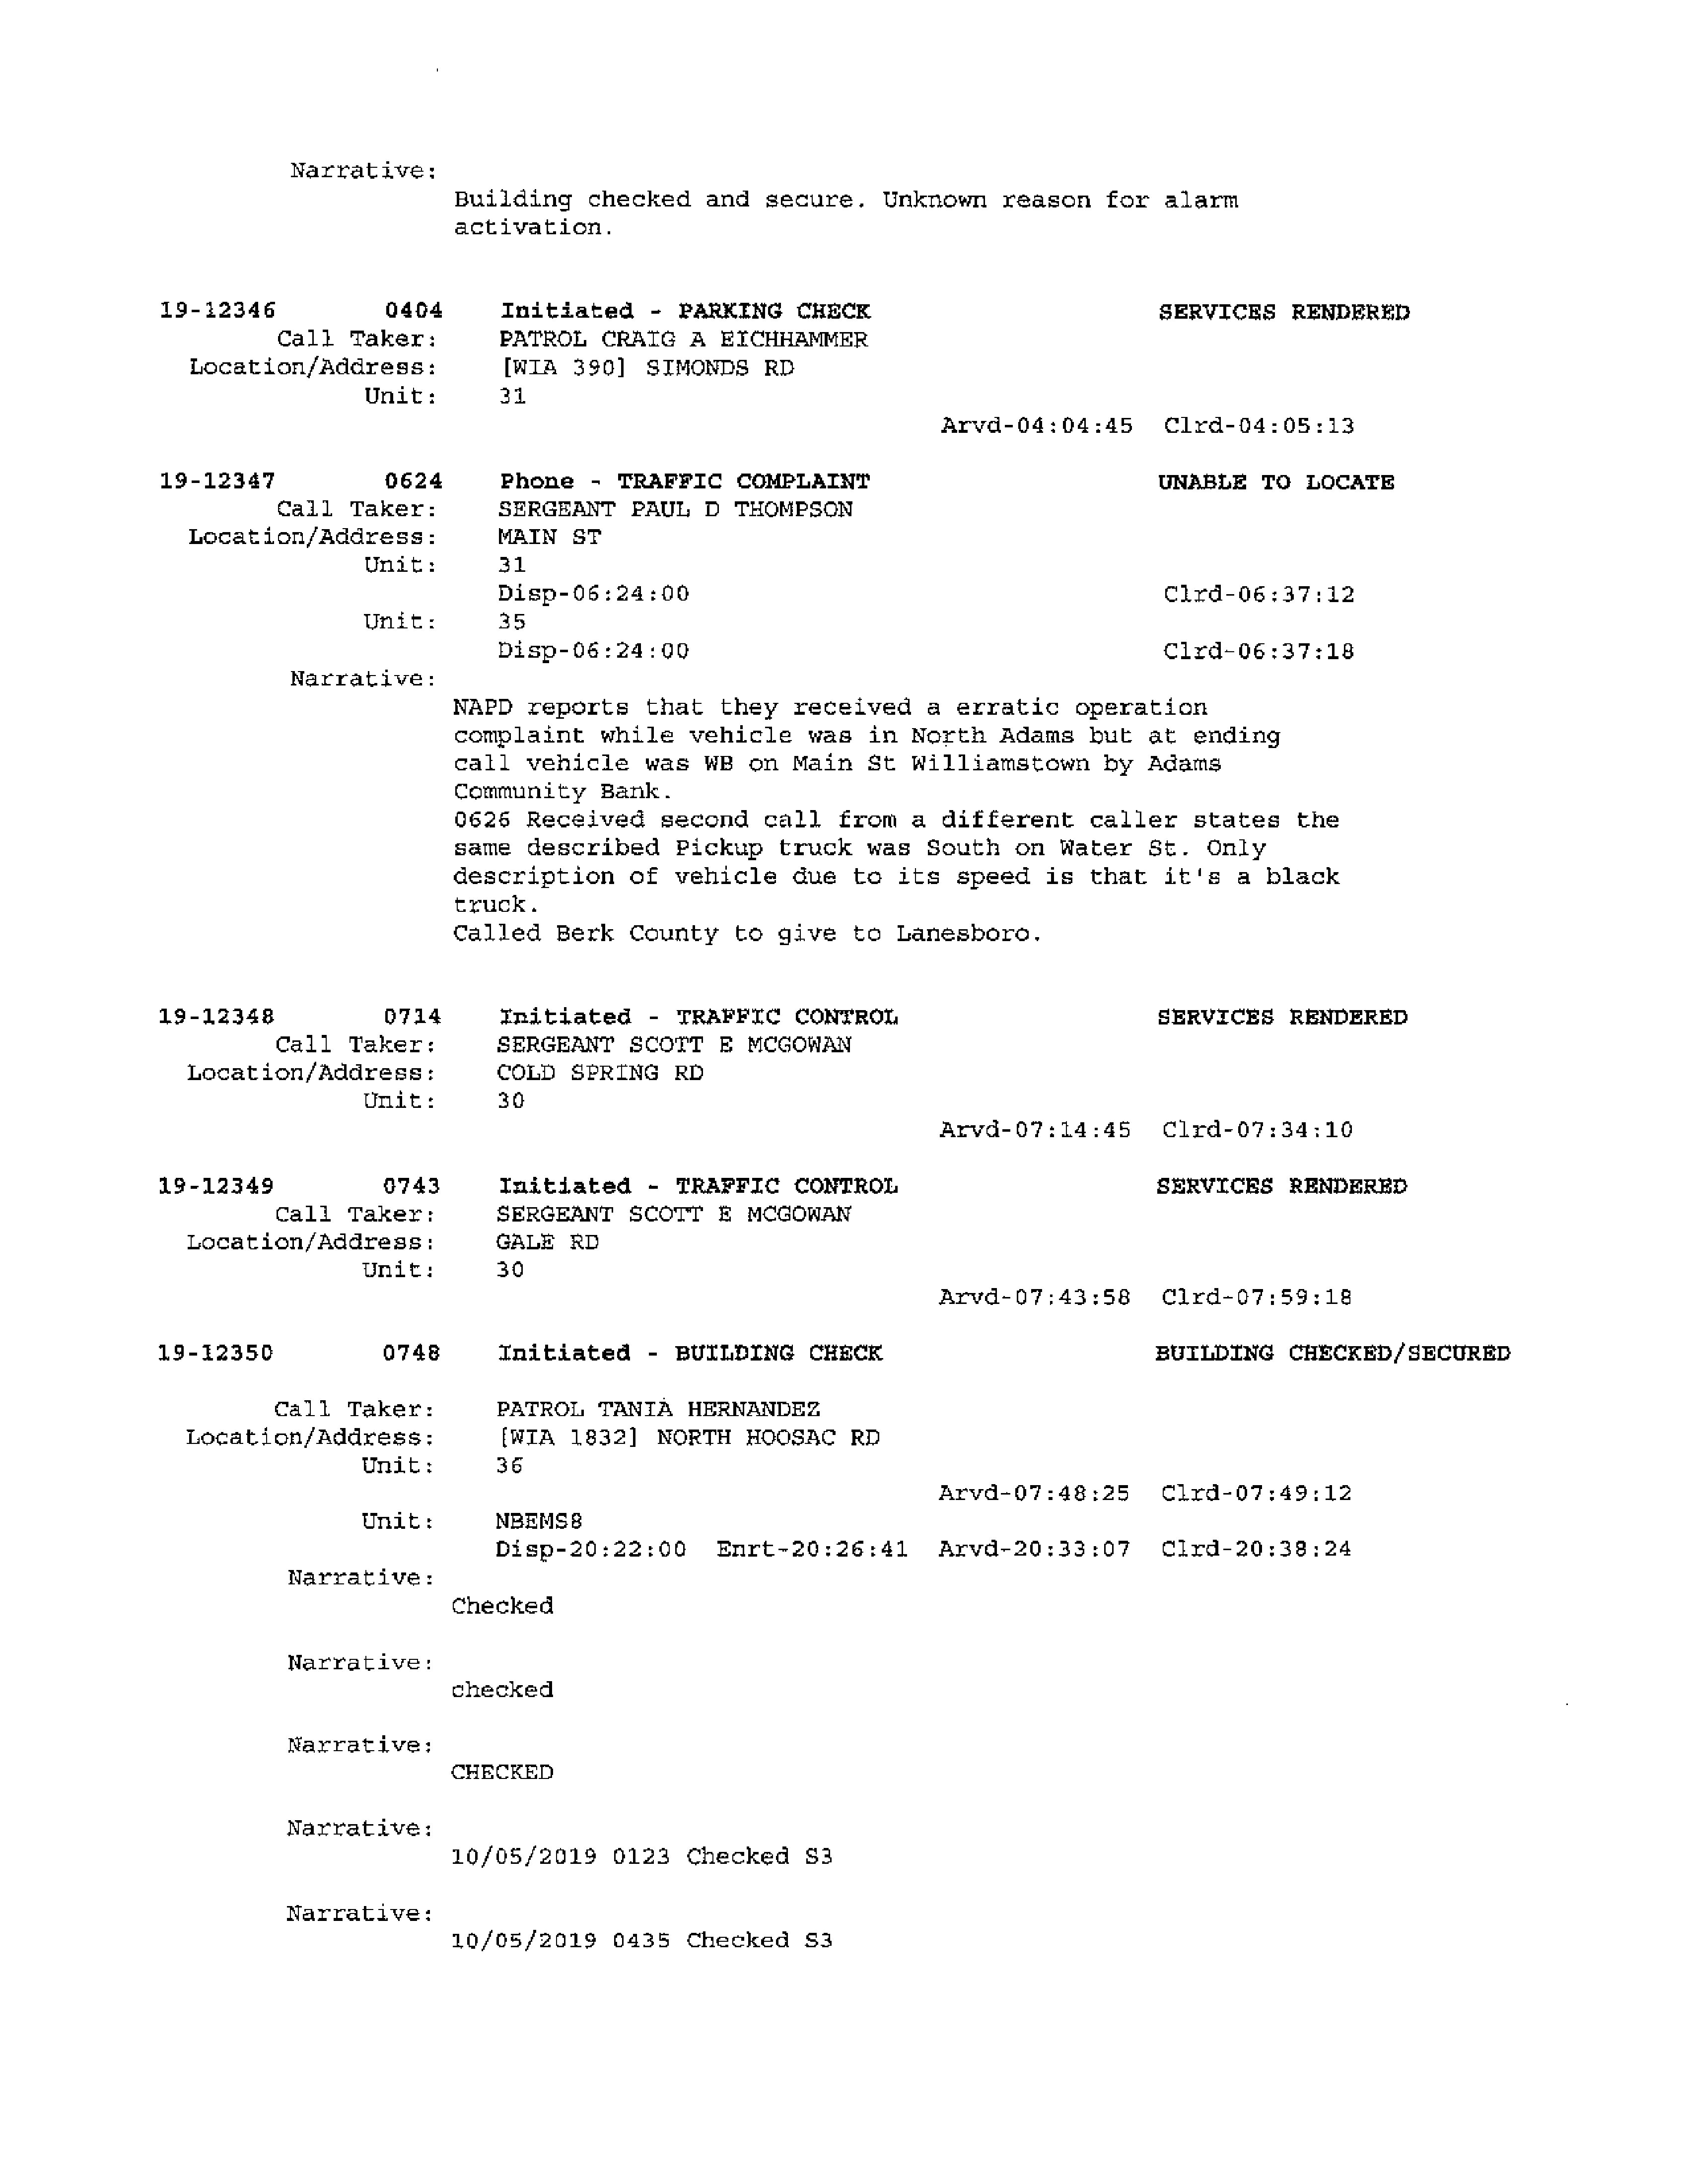 Narrative:
Building checked and secure. Unknown reason for alarm
activation.
19-12346 0404 Initiated - PARKING CHECK SERVICES RENDERED
Call Taker: PATROL CRAIG A EICHHAMMER
Location/Address: [WIA 390] SIMONDS RD
Unit: 31
Arvd-04:04:45 Clrd-04:05:13
19-12347 0624 Phone - TRAFFIC COMPLAINT UNABLE TO LOCATE
Call Taker: SERGEANT PAUL D THOMPSON
Location/Address: MAIN ST
Unit: 31
Disp-06:24:00 Clrd-06:37:12
Unit: 35
Disp-06:24:00 Clrd-06:37:18
Narrative:
NAPD reports that they received a erratic operation
complaint while vehicle was in North Adams but at ending
call vehicle was WB on Main St Williamstown by Adams
Community Bank.
0626 Received second call from a different caller states the
same described Pickup truck was South on Water St. Only
description of vehicle due to its speed is that it's a black
truck.
Called Berk County to give to Lanesboro.
19-12348 0714 Initiated - TRAFFIC CONTROL SERVICES RENDERED
Call Taker: SERGEANT SCOTT E MCGOWAN
Location/Address: COLD SPRING RD
Unit: 30
Arvd-07:14:45 Clrd-07:34:10
19-12349 0743 Initiated - TRAFFIC CONTROL SERVICES RENDERED
Call Taker: SERGEANT SCOTT E MCGOWAN
Location/Address: GALE RD
Unit: 30
Arvd-07:43:58 Clrd-07:59:18
19-12350 0748 Initiated - BUILDING CHECK BUILDING CHECKED/SECURED
Call Taker: PATROL TANIA HERNANDEZ
Location/Address: [WIA 1832] NORTH HOOSAC RD
Unit: 36
Arvd-07:48:25 Clrd-07:49:12
Unit: NBEMS8
Disp-20:22:00 Enrt-20:26:41 Arvd-20:33:07 Clrd-20:38:24
Narrative:
Checked
Narrative:
checked
Narrative:
CHECKED
Narrative:
10/05/2019 0123 Checked S3
Narrative:
10/05/2019 0435 Checked S3